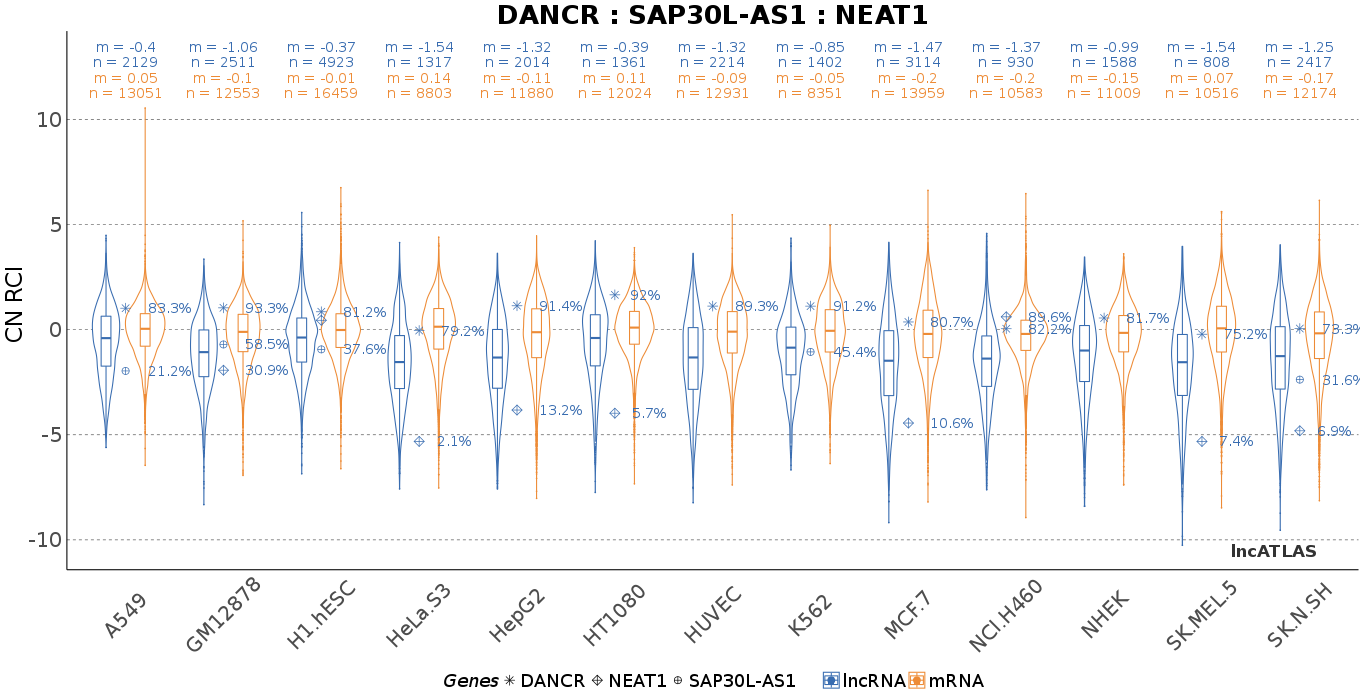 DANCR : SAP30L-AS1 : NEAT1
m = -0.4 m = -1.06 m = -0.37 m = -1.54 m = -1.32 m = -0.39 m = -1.32 m = -0.85 m = -1.47 m = -1.37 m = -0.99 m = -1.54 m = -1.25
n = 2129 n = 2511 n = 4923 n = 1317 n = 2014 n = 1361 n = 2214 n = 1402 n = 3114 n = 930 n = 1588 n = 808 n = 2417
m = 0.05 m = -0.1 m = -0.01 m = 0.14 m = -0.11 m = 0.11 m = -0.09 m = -0.05 m = -0.2 m = -0.2 m = -0.15 m = 0.07 m = -0.17
n = 13051 n = 12553 n = 16459 n = 8803 n = 11880 n = 12024 n = 12931 n = 8351 n = 13959 n = 10583 n = 11009 n = 10516 n = 12174
10
5
92%
83.3% 93.3% 81.2% 91.4% 89.3% 91.2% 80.7% 89.6% 81.7%
0
79.2% 82.2% 75.2% 73.3%
58.5% 37.6% 45.4%
21.2% 30.9% 31.6%
13.2% 5.7% 10.6%
-5
2.1% 7.4% 6.9%
-10
CN RCI
lncATLAS
A549 GM12878 H1.hESC HeLa.S3 HepG2 HT1080 HUVEC K562 MCF.7 NCI.H460 NHEK SK.MEL.5 SK.N.SH
Genes DANCR NEAT1 SAP30L-AS1 lncRNA mRNA